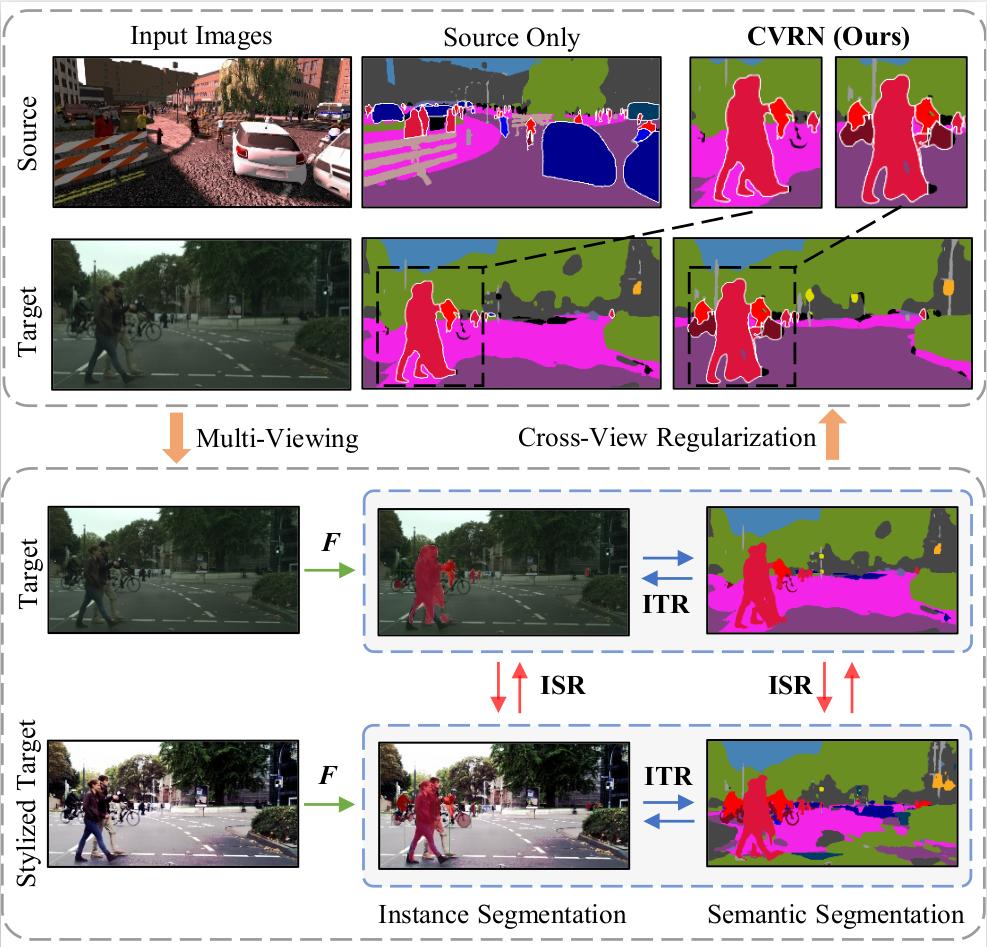 Input Images
Source Only
CVRN (Ours)
Source
Target
Multi-Viewing
Cross-View Regularization
Target
F
ITR
ISR
ISR
Stylized Target
F
ITR
Instance Segmentation
Semantic Segmentation